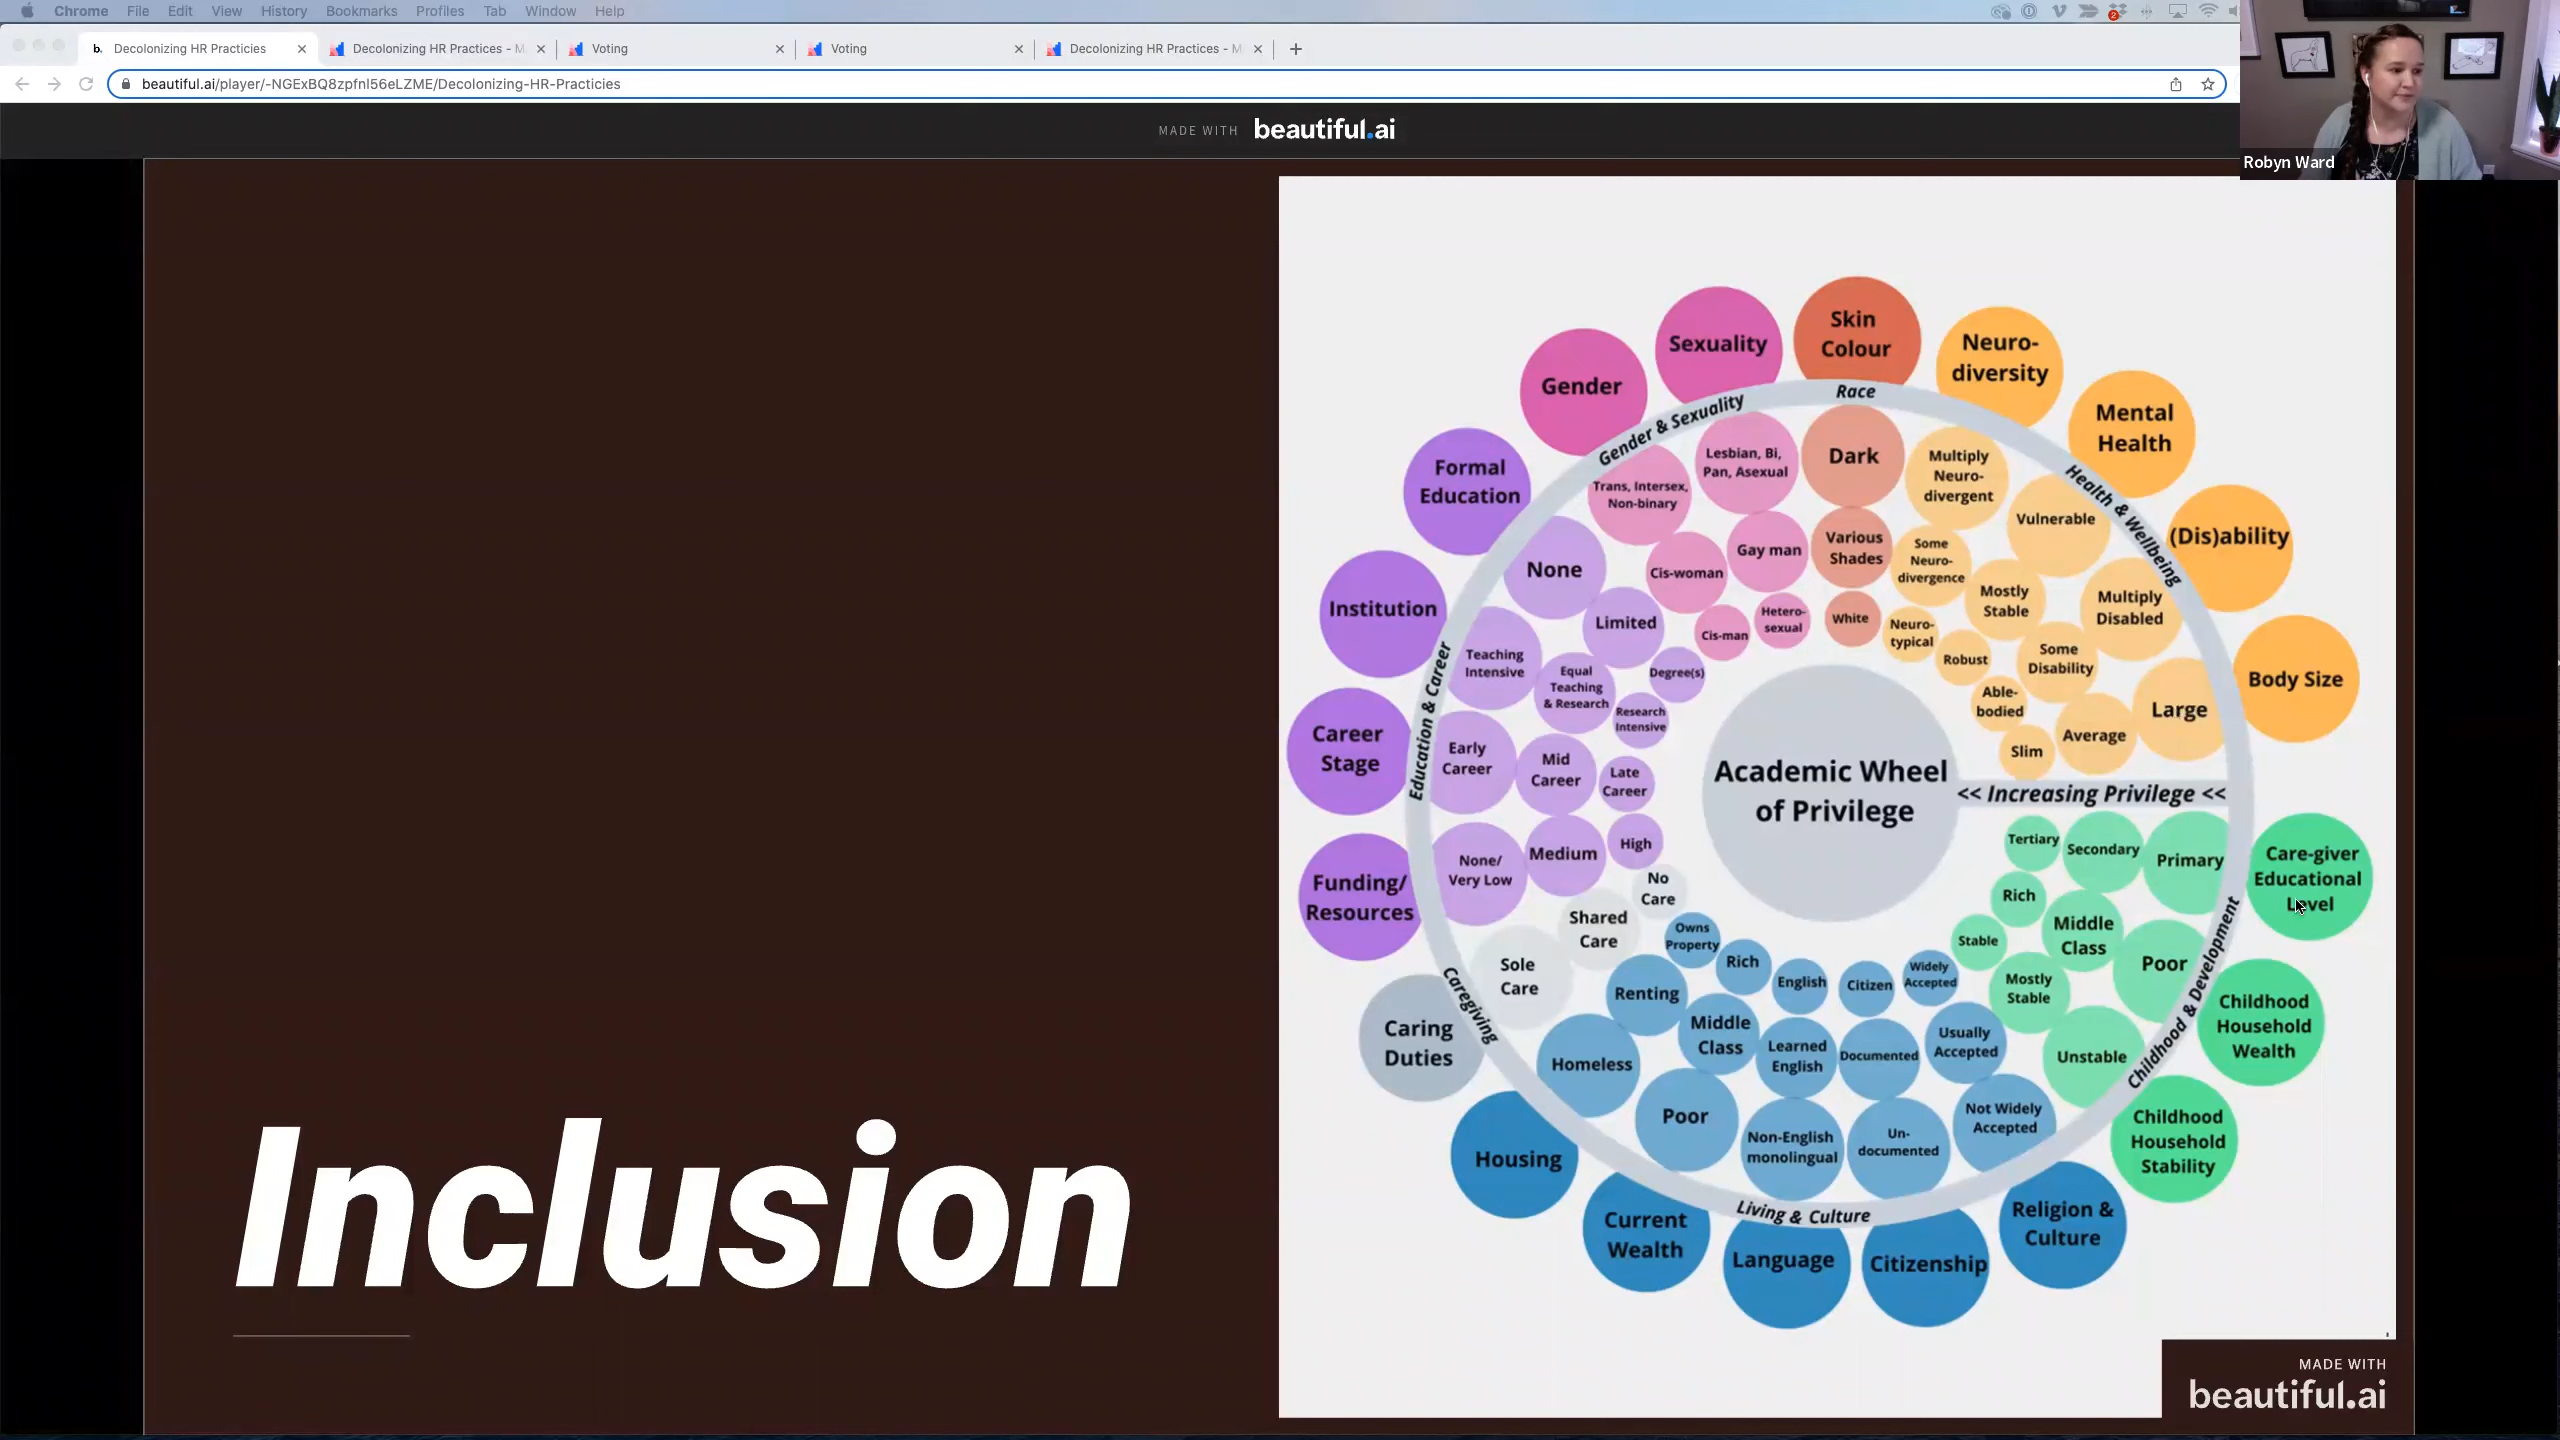 Chrome File Edit View History Bookmarks Profiles Tab Window Help
2
b. Decolonizing HR Practicies
Decolonizing HR Practices - M
Voting
Voting
Decolonizing HR Practices - M
beautiful.ai/player/-NGExBQ8zpfnl56eLZME/Decolonizing-HR-Practicies
Robyn Ward
MADE WITH beautiful.ai
Inclusion
Academic Wheel
of Privilege
<< Increasing Privilege <<
Gender & Sexuality
Gender
Trans, Intersex,
Non-binary
Cis-woman
Cis-man
Sexuality
Lesbian, Bi,
Pan, Asexual
Gay man
Hetero-
sexual
Race
Skin
Colour
Dark
Various
Shades
White
Health & Wellbeing
Neuro-
diversity
Multiply
Neuro-
divergent
Some
Neuro-
divergence
Neuro-
typical
Mental
Health
Vulnerable
Mostly
Stable
Robust
(Dis)ability
Multiply
Disabled
Some
Disability
Able-
bodied
Body Size
Large
Average
Slim
Childhood & Development
Care-giver
Educational
Level
Primary
Secondary
Tertiary
Childhood
Household
Wealth
Poor
Middle
Class
Rich
Childhood
Household
Stability
Unstable
Mostly
Stable
Stable
Living & Culture
Religion &
Culture
Not Widely
Accepted
Usually
Accepted
Widely
Accepted
Citizenship
Un-
documented
Documented
Citizen
Language
Non-English
monolingual
Learned
English
English
Current
Wealth
Poor
Middle
Class
Rich
Housing
Homeless
Renting
Owns
Property
Caregiving
Caring
Duties
Sole
Care
Shared
Care
No
Care
Education & Career
Funding/
Resources
None/
Very Low
Medium
High
Career
Stage
Early
Career
Mid
Career
Late
Career
Institution
Teaching
Intensive
Equal
Teaching
& Research
Research
Intensive
Formal
Education
None
Limited
Degree(s)
MADE WITH
beautiful.ai